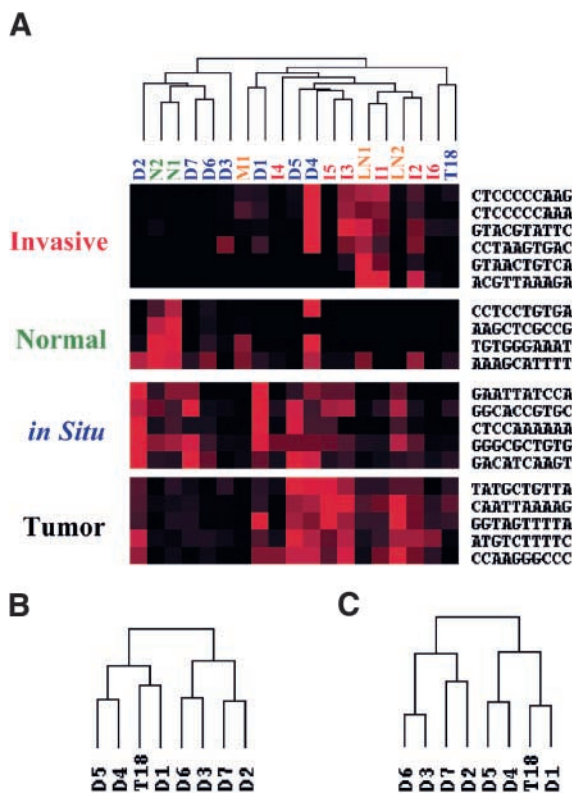 A
D2 N2 N1 D7 D6 D3 M1 D1 I4 D5 D4 I5 I3 LN1 I1 LN2 I2 I6 T18
Invasive
CTCCCCCAAG
CTCCCCCAAA
GTACGTATTC
CCTAAGTGAC
GTAACTGTCA
ACGTTAAAGA
Normal
CCTCCTGTGA
AAGCTCGCCG
TGTGGGAAAT
AAAGCATTTT
in Situ
GAATTATCCA
GGCACCGTGC
CTCCAAAAAA
GGGCGCTGTG
GACATCAAGT
Tumor
TATGCTGTTA
CAATTAAAAG
GGTAGTTTTA
ATGTCTTTTC
CCAAGGGCCC
B
D5 D4 T18 D1 D6 D3 D7 D2
C
D6 D3 D7 D2 D5 D4 T18 D1